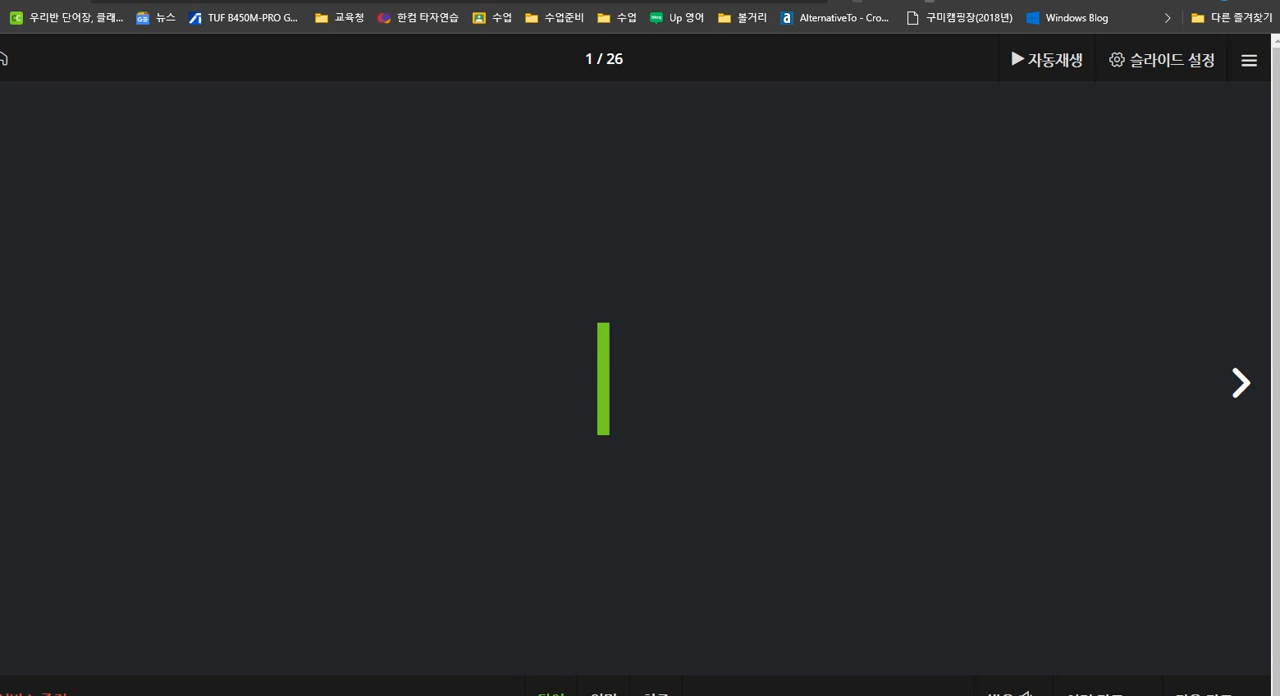 우리반 단어장, 클래... 뉴스 TUF B450M-PRO G... 교육청 한컴 타자연습 수업 수업준비 수업 Up 영어 볼거리 AlternativeTo - Cro... 구미캠핑장(2018년) Windows Blog 다른 즐겨찾기
1 / 26 자동재생 슬라이드 설정
l